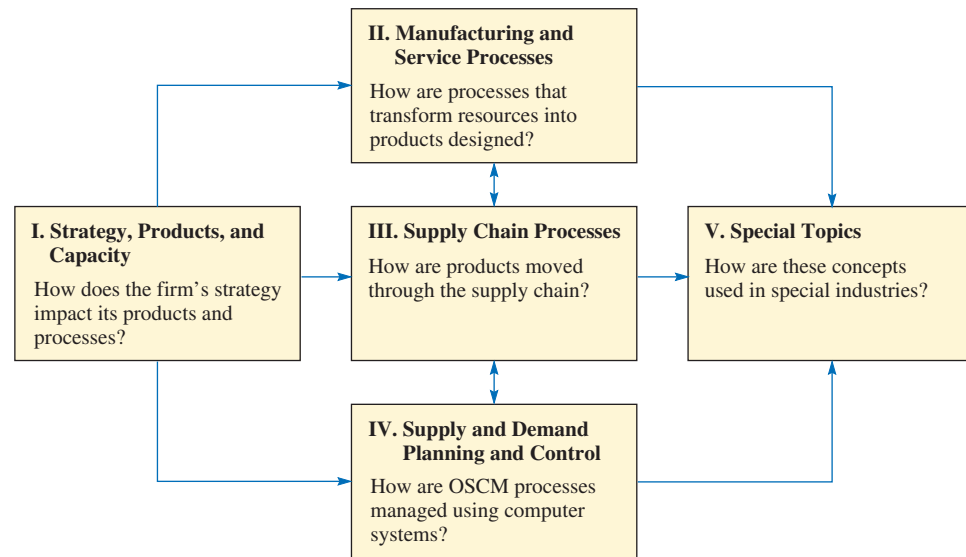 II. Manufacturing and
Service Processes
How are processes that
transform resources into
products designed?
I. Strategy, Products, and
Capacity
How does the firm’s strategy
impact its products and
processes?
III. Supply Chain Processes
How are products moved
through the supply chain?
V. Special Topics
How are these concepts
used in special industries?
IV. Supply and Demand
Planning and Control
How are OSCM processes
managed using computer
systems?